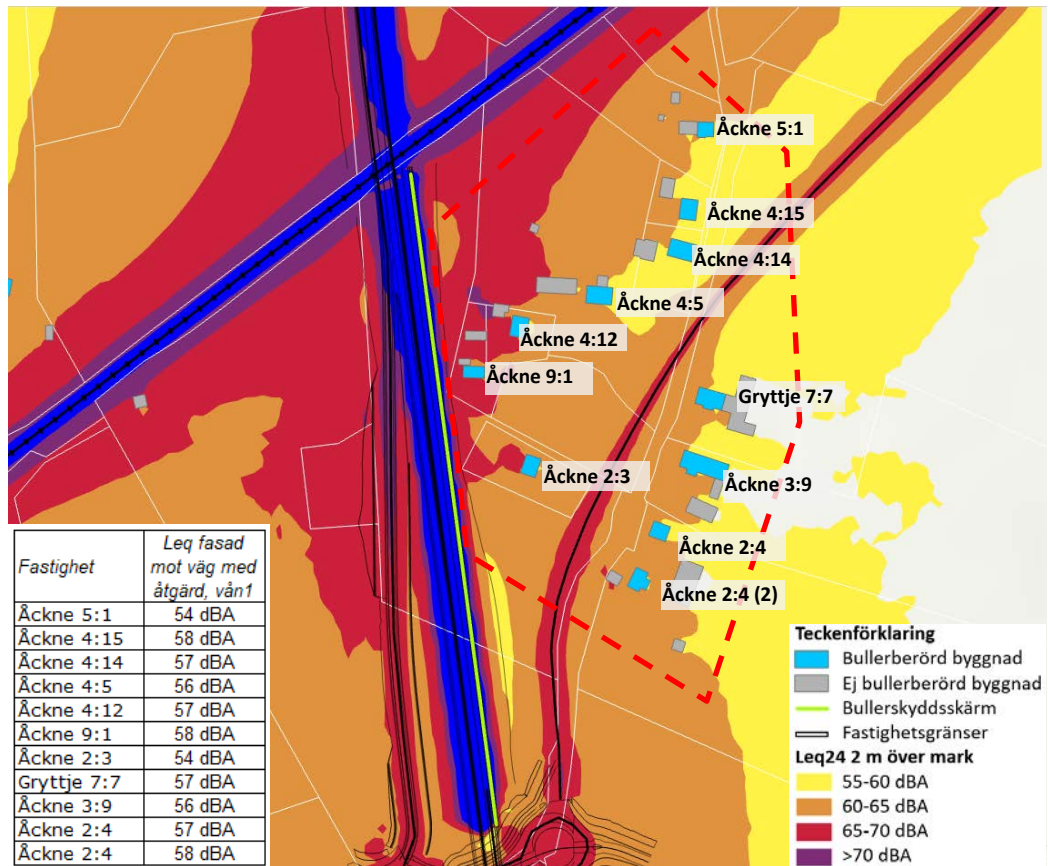 Åckne 5:1
Åckne 4:15
Åckne 4:14
Åckne 4:5
Åckne 4:12
Åckne 9:1
Gryttje 7:7
Åckne 2:3
Åckne 3:9
Åckne 2:4
Åckne 2:4 (2)
Fastighet Leq fasad
mot väg med
åtgärd, vån1
Åckne 5:1 54 dBA
Åckne 4:15 58 dBA
Åckne 4:14 57 dBA
Åckne 4:5 56 dBA
Åckne 4:12 57 dBA
Åckne 9:1 58 dBA
Åckne 2:3 54 dBA
Gryttje 7:7 57 dBA
Åckne 3:9 56 dBA
Åckne 2:4 57 dBA
Åckne 2:4 58 dBA
Teckenförklaring
Bullerberörd byggnad
Ej bullerberörd byggnad
Bullerskyddsskärm
Fastighetsgränser
Leq24 2 m över mark
55-60 dBA
60-65 dBA
65-70 dBA
>70 dBA